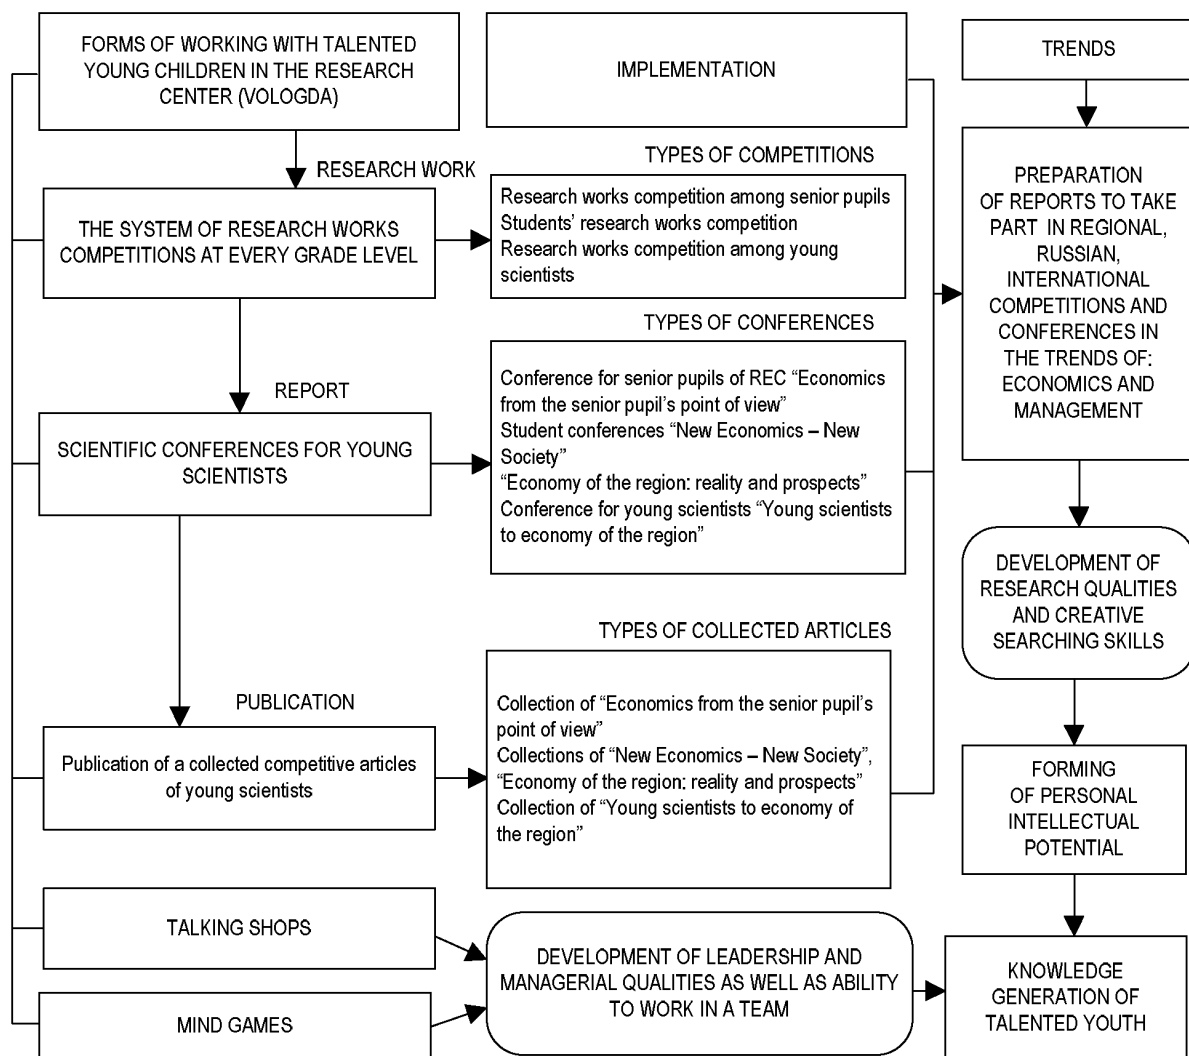 FORMS OF WORKING WITH TALENTED
YOUNG CHILDREN IN THE RESEARCH
CENTER (VOLOGDA)
IMPLEMENTATION
TRENDS
RESEARCH WORK
THE SYSTEM OF RESEARCH WORKS
COMPETITIONS AT EVERY GRADE LEVEL
TYPES OF COMPETITIONS
Research works competition among senior pupils
Students’ research works competition
Research works competition among young
scientists
PREPARATION
OF REPORTS TO TAKE
PART IN REGIONAL,
RUSSIAN,
INTERNATIONAL
COMPETITIONS AND
CONFERENCES IN
THE TRENDS OF:
ECONOMICS AND
MANAGEMENT
REPORT
SCIENTIFIC CONFERENCES FOR YOUNG
SCIENTISTS
TYPES OF CONFERENCES
Conference for senior pupils of REC “Economics
from the senior pupil’s point of view”
Student conferences “New Economics – New
Society”
“Economy of the region: reality and prospects”
Conference for young scientists “Young scientists
to economy of the region”
DEVELOPMENT OF
RESEARCH QUALITIES
AND CREATIVE
SEARCHING SKILLS
PUBLICATION
Publication of a collected competitive articles
of young scientists
TYPES OF COLLECTED ARTICLES
Collection of “Economics from the senior pupil’s
point of view”
Collections of “New Economics – New Society”,
“Economy of the region: reality and prospects”
Collection of “Young scientists to economy of
the region”
FORMING
OF PERSONAL
INTELLECTUAL
POTENTIAL
TALKING SHOPS
MIND GAMES
DEVELOPMENT OF LEADERSHIP AND
MANAGERIAL QUALITIES AS WELL AS ABILITY
TO WORK IN A TEAM
KNOWLEDGE
GENERATION OF
TALENTED YOUTH